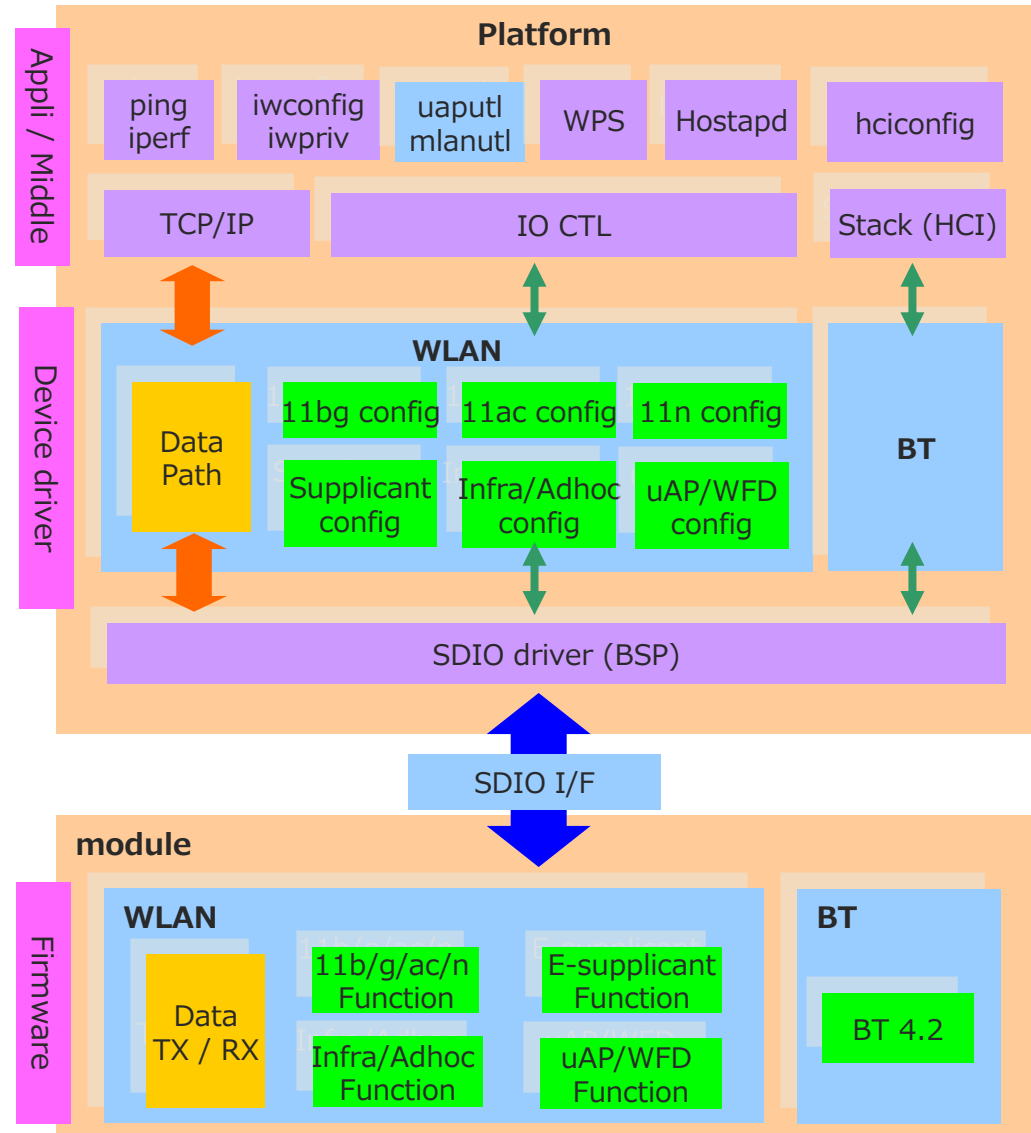 Platform
Appli / Middle
ping
iperf
iwconfig
iwpriv
uaputl
mlanutl
WPS
Hostapd
hciconfig
TCP/IP
IO CTL
Stack (HCI)
Device driver
WLAN
Data
Path
11bg config
11ac config
11n config
Supplicant
config
Infra/Adhoc
config
uAP/WFD
config
BT
SDIO driver (BSP)
SDIO I/F
module
Firmware
WLAN
Data
TX / RX
11b/g/ac/n
Function
E-supplicant
Function
Infra/Adhoc
Function
uAP/WFD
Function
BT
BT 4.2